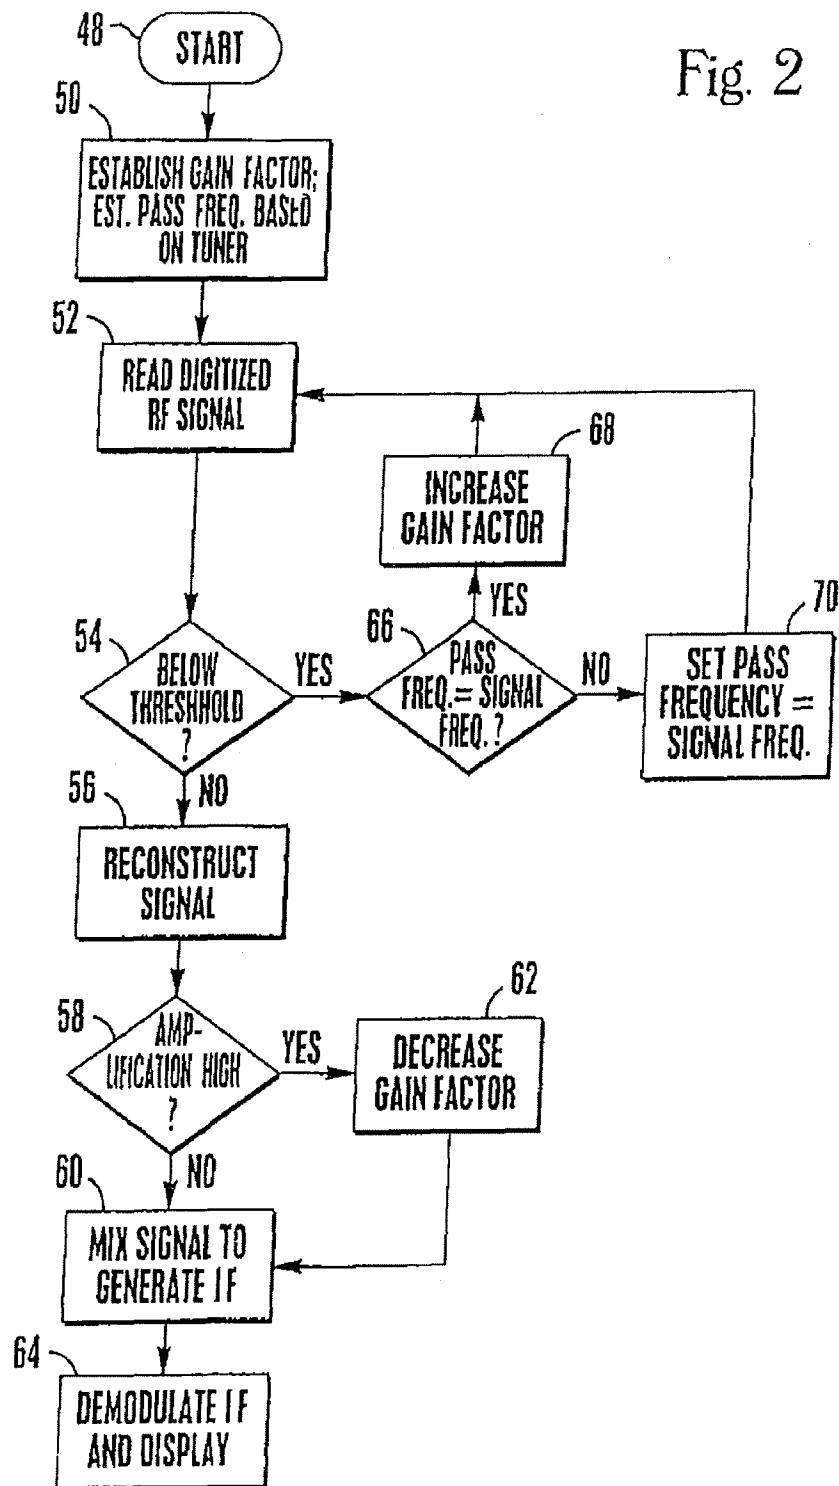 Fig. 2
48
START
50
ESTABLISH GAIN FACTOR;
EST. PASS FREQ. BASED
ON TUNER
52
READ DIGITIZED
RF SIGNAL
68
INCREASE
GAIN FACTOR
54
BELOW
THRESHHOLD
?
YES
66
PASS
FREQ. = SIGNAL
FREQ. ?
YES
NO
70
SET PASS
FREQUENCY =
SIGNAL FREQ.
NO
56
RECONSTRUCT
SIGNAL
58
AMP-
LIFICATION HIGH
?
YES
62
DECREASE
GAIN FACTOR
NO
60
MIX SIGNAL TO
GENERATE IF
64
DEMODULATE IF
AND DISPLAY